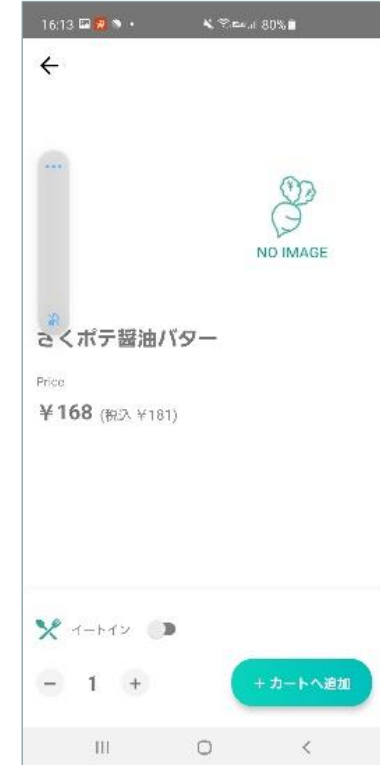 16:13
80%
NO IMAGE
さくポテ醤油バター
Price
¥168 (税込 ¥181)
イートイン
− 1 +
+ カートへ追加